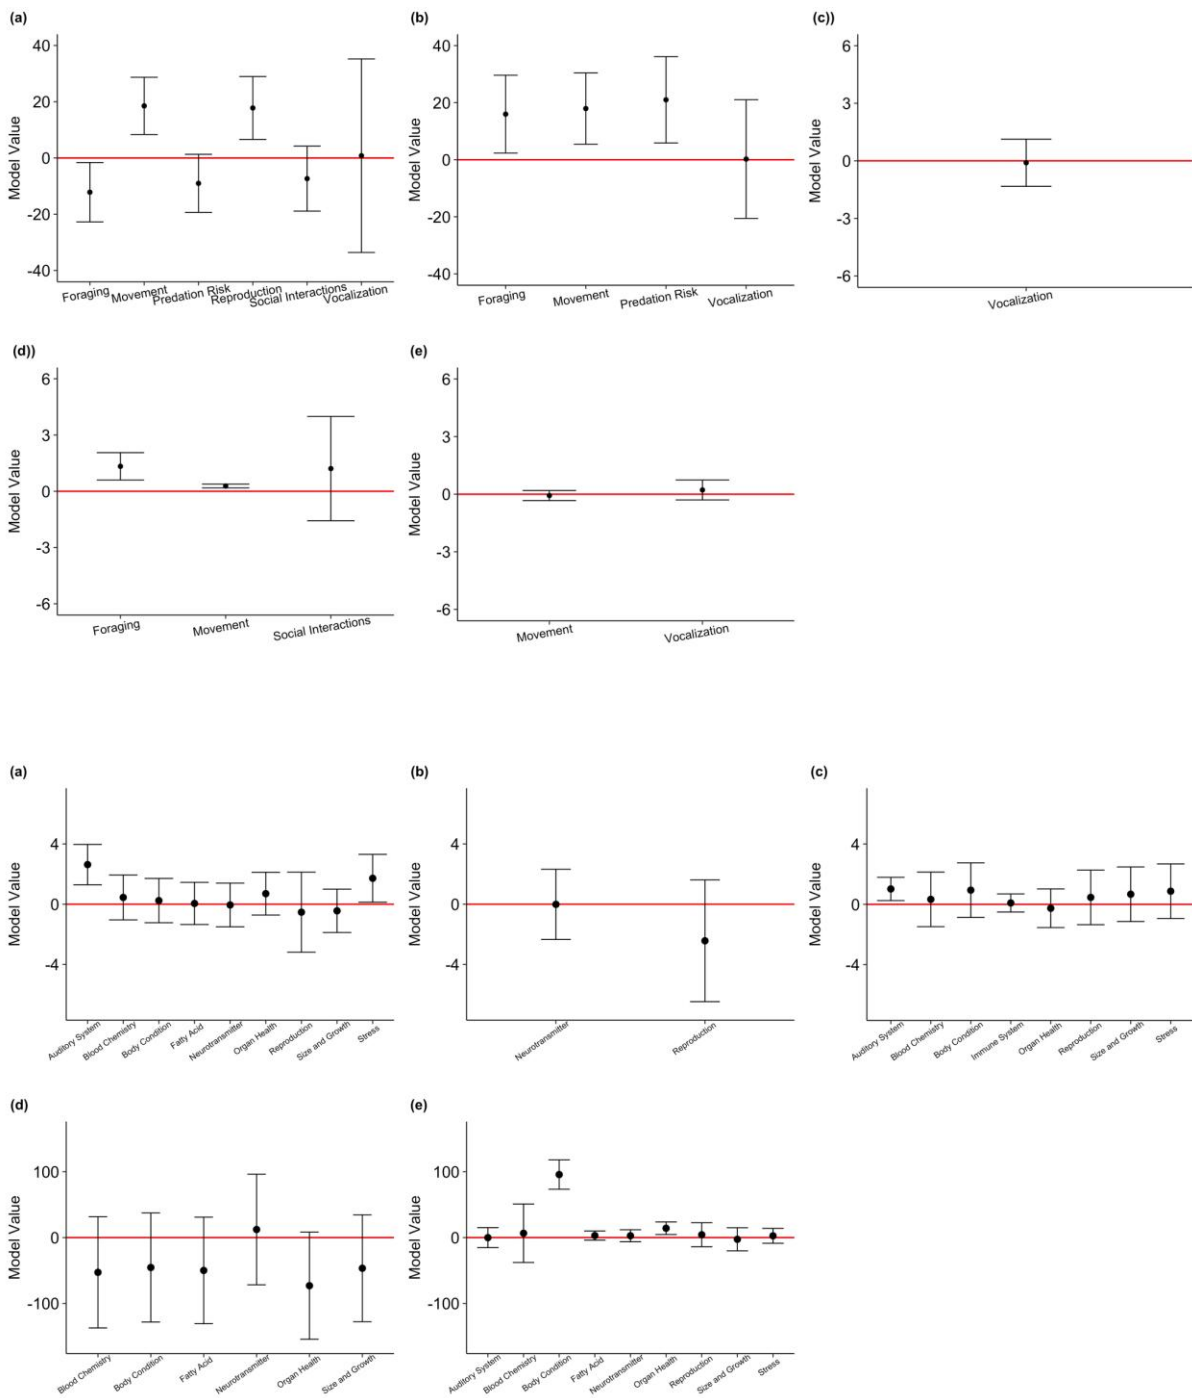 (a)
40
20
0
-20
-40
Model Value
Foraging
Movement
Predation Risk
Reproduction
Social Interactions
Vocalization
(b)
40
20
0
-20
-40
Model Value
Foraging
Movement
Predation Risk
Vocalization
(c))
6
3
0
-3
-6
Model Value
Vocalization
(d))
6
3
0
-3
-6
Model Value
Foraging
Movement
Social Interactions
(e)
6
3
0
-3
-6
Model Value
Movement
Vocalization
(a)
4
0
-4
Model Value
Auditory System
Blood Chemistry
Body Condition
Fatty Acid
Neurotransmitter
Organ Health
Reproduction
Size and Growth
Stress
(b)
4
0
-4
Model Value
Neurotransmitter
Reproduction
(c)
4
0
-4
Model Value
Auditory System
Blood Chemistry
Body Condition
Immune System
Organ Health
Reproduction
Size and Growth
Stress
(d)
100
0
-100
Model Value
Blood Chemistry
Body Condition
Fatty Acid
Neurotransmitter
Organ Health
Size and Growth
(e)
100
0
-100
Model Value
Auditory System
Blood Chemistry
Body Condition
Fatty Acid
Neurotransmitter
Organ Health
Reproduction
Size and Growth
Stress